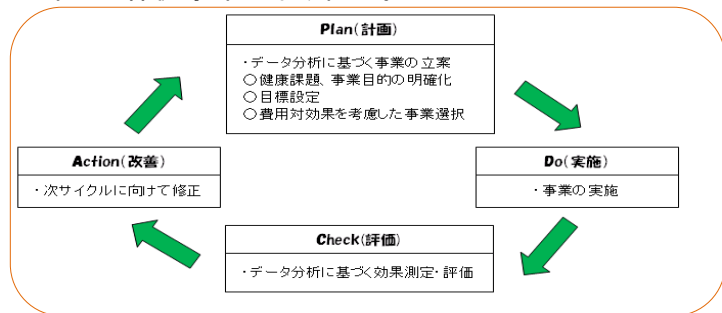 Plan(計画)
・データ分析に基づく事業の立案
○健康課題、事業目的の明確化
○目標設定
○費用対効果を考慮した事業選択
Action(改善)
・次サイクルに向けて修正
Do(実施)
・事業の実施
Check(評価)
・データ分析に基づく効果測定・評価